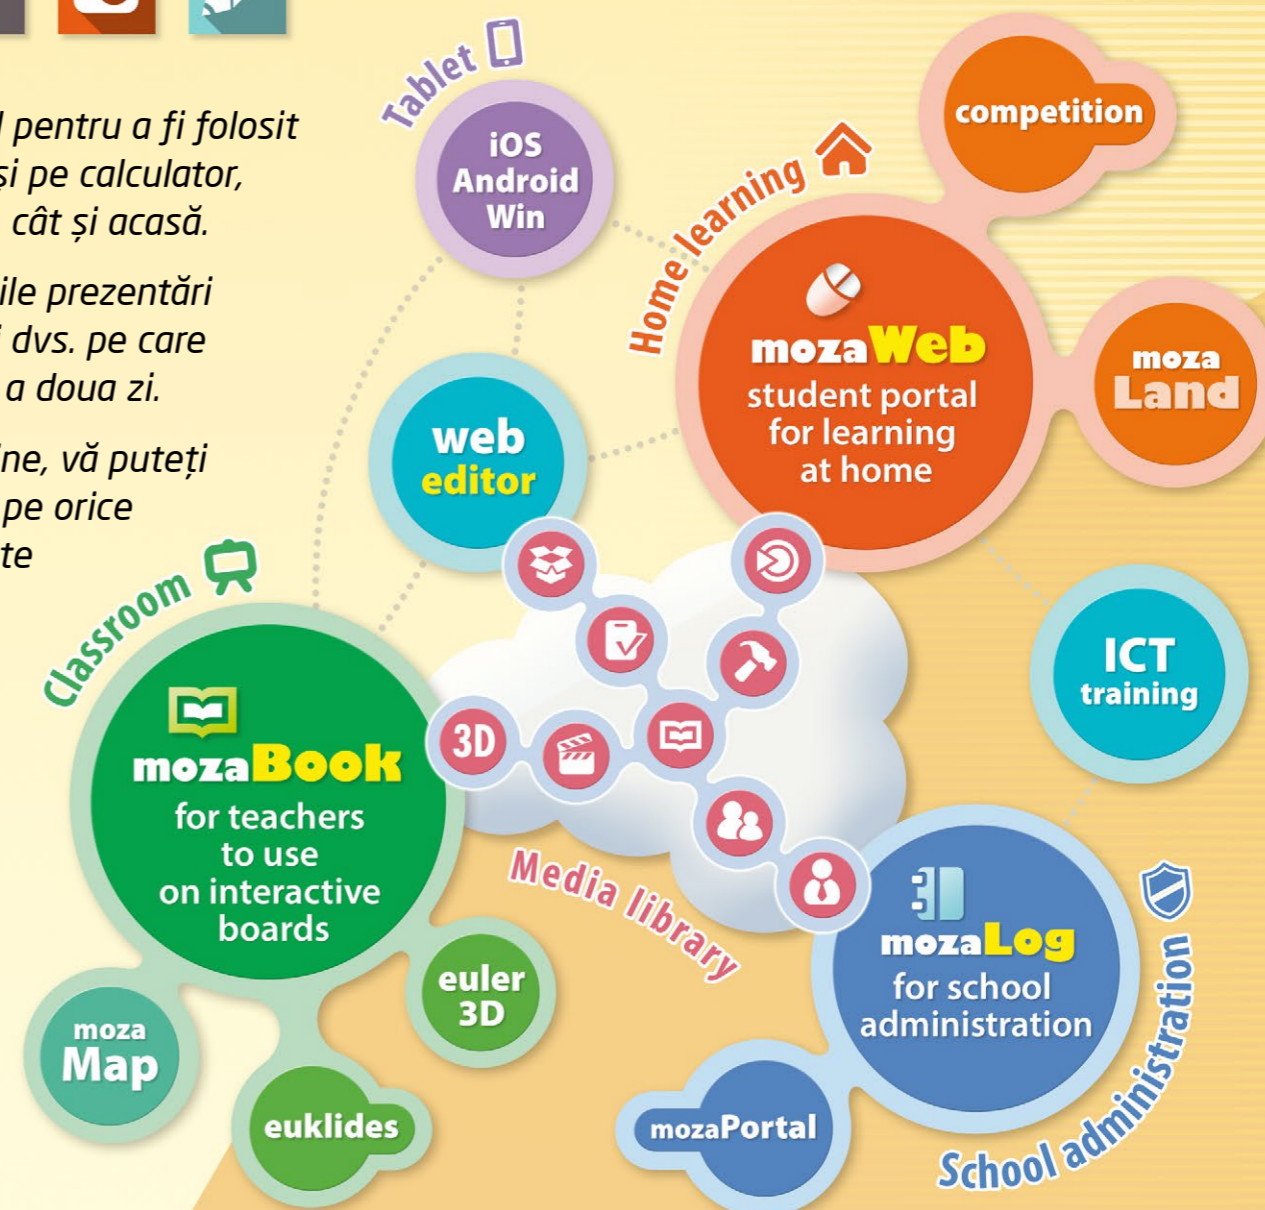 pentru a fi folosit
și pe calculator,
cât și acasă.
prezentări
dvs. pe care
a doua zi.
vă puteți
pe orice
Tablet
iOS
Android
Win
Home learning
competition
mozaWeb
student portal
for learning
at home
moza
Land
web
editor
Classroom
mozaBook
for teachers
to use
on interactive
boards
3D
Media library
ICT
training
mozaLog
for school
administration
School administration
euler
3D
moza
Map
euklides
mozaPortal